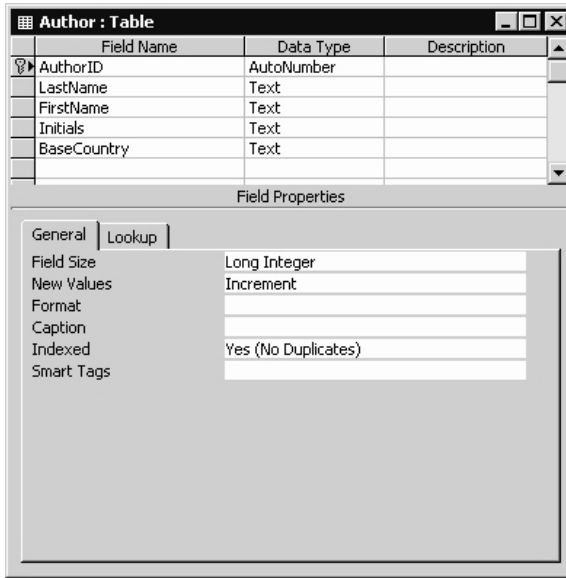 Author : Table
Field Name Data Type Description
AuthorID AutoNumber
LastName Text
FirstName Text
Initials Text
BaseCountry Text
Field Properties
General Lookup
Field Size Long Integer
New Values Increment
Format
Caption
Indexed Yes (No Duplicates)
Smart Tags